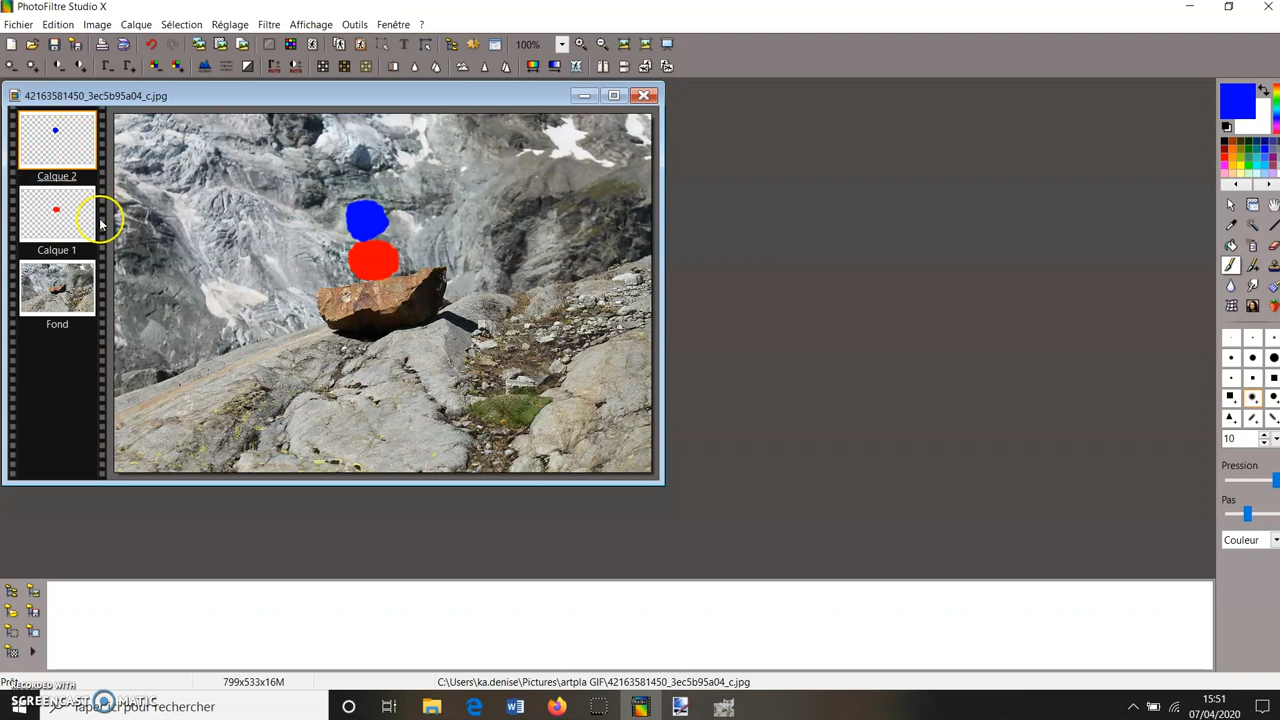 PhotoFiltre Studio X
Fichier Edition Image Calque Sélection Réglage Filtre Affichage Outils Fenêtre ?
100%
42163581450_3ec5b95a04_c.jpg
Calque 2
Calque 1
Fond
10
Pression
Pas
Couleur
799x533x16M
C:\Users\ka.denise\Pictures\artpla GIF\42163581450_3ec5b95a04_c.jpg
RECORDED WITH
SCREENCAST MATIC
pour rechercher
15:51
07/04/2020